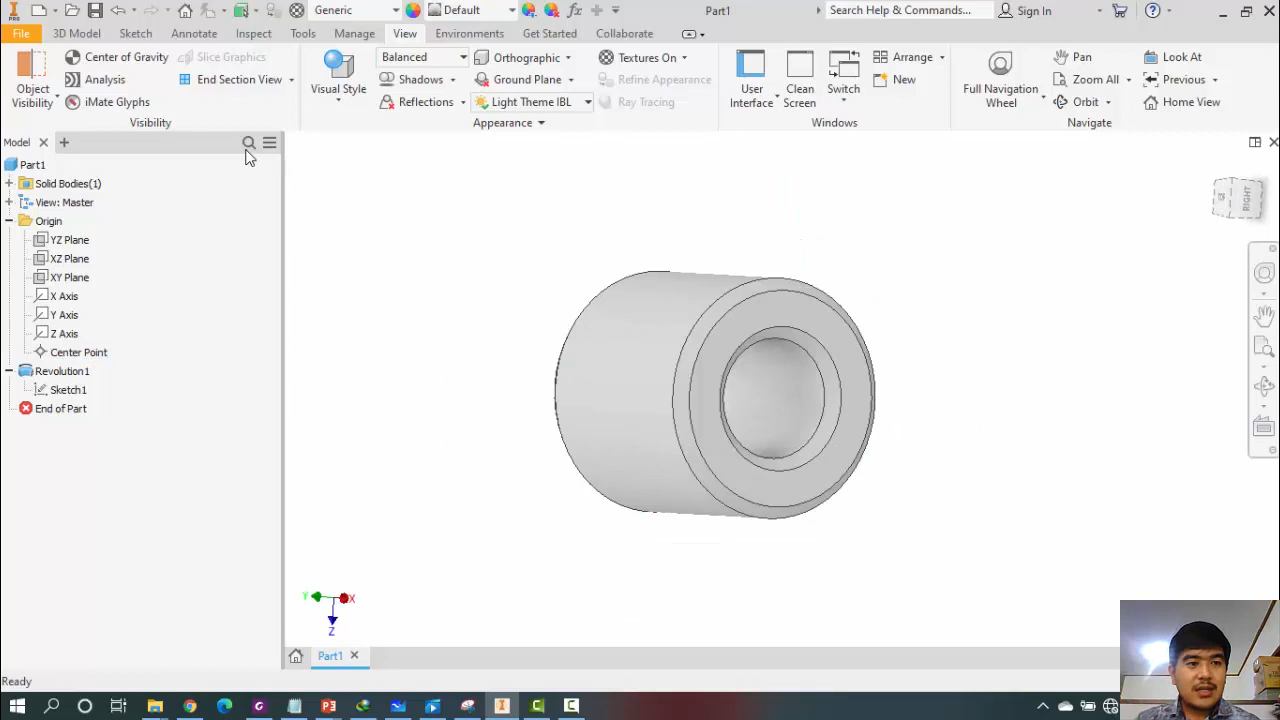 Generic
Default
Part1
Search Help & Commands...
Sign In
PRO
File
3D Model
Sketch
Annotate
Inspect
Tools
Manage
View
Environments
Get Started
Collaborate
Object
Visibility
Center of Gravity
Analysis
iMate Glyphs
Slice Graphics
End Section View
Visibility
Visual Style
Balanced
Shadows
Reflections
Orthographic
Ground Plane
Light Theme IBL
Textures On
Refine Appearance
Ray Tracing
Appearance
User
Interface
Clean
Screen
Switch
Arrange
New
Windows
Full Navigation
Wheel
Pan
Zoom All
Orbit
Look At
Previous
Home View
Navigate
Model
Part1
Solid Bodies(1)
View: Master
Origin
YZ Plane
XZ Plane
XY Plane
X Axis
Y Axis
Z Axis
Center Point
Revolution1
Sketch1
End of Part
RIGHT
Y
X
Z
Part1
Ready